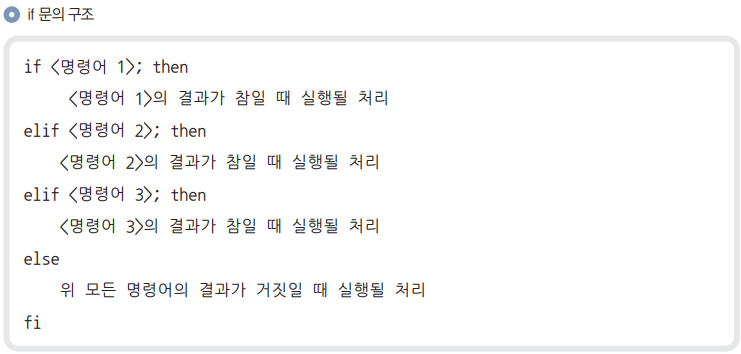 if 문의 구조
if <명령어 1>; then
<명령어 1>의 결과가 참일 때 실행될 처리
elif <명령어 2>; then
<명령어 2>의 결과가 참일 때 실행될 처리
elif <명령어 3>; then
<명령어 3>의 결과가 참일 때 실행될 처리
else
위 모든 명령어의 결과가 거짓일 때 실행될 처리
fi